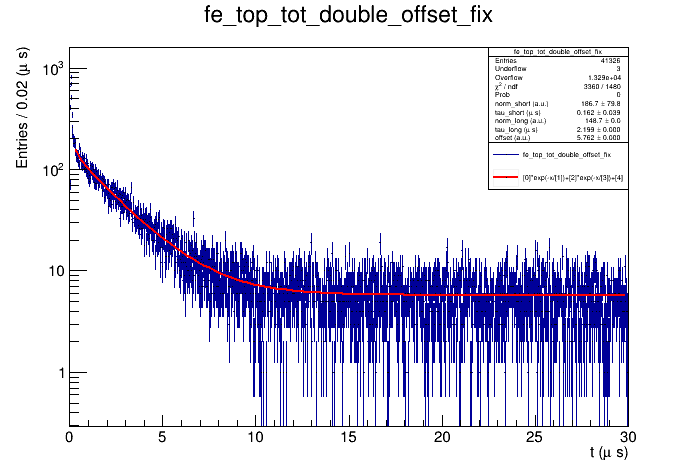 fe_top_tot_double_offset_fix
Entries / 0.02 (μ s)
10³
10²
10
1
fe_top_tot_double_offset_fix
Entries 41326
Underflow 3
Overflow 1.329e+04
χ² / ndf 3360 / 1480
Prob 0
norm_short (a.u.) 186.7 ± 79.8
tau_short (μ s) 0.162 ± 0.039
norm_long (a.u.) 148.7 ± 0.0
tau_long (μ s) 2.199 ± 0.000
offset (a.u.) 5.762 ± 0.000
fe_top_tot_double_offset_fix
[0]*exp(-x/[1])+[2]*exp(-x/[3])+[4]
0 5 10 15 20 25 30
t (μ s)